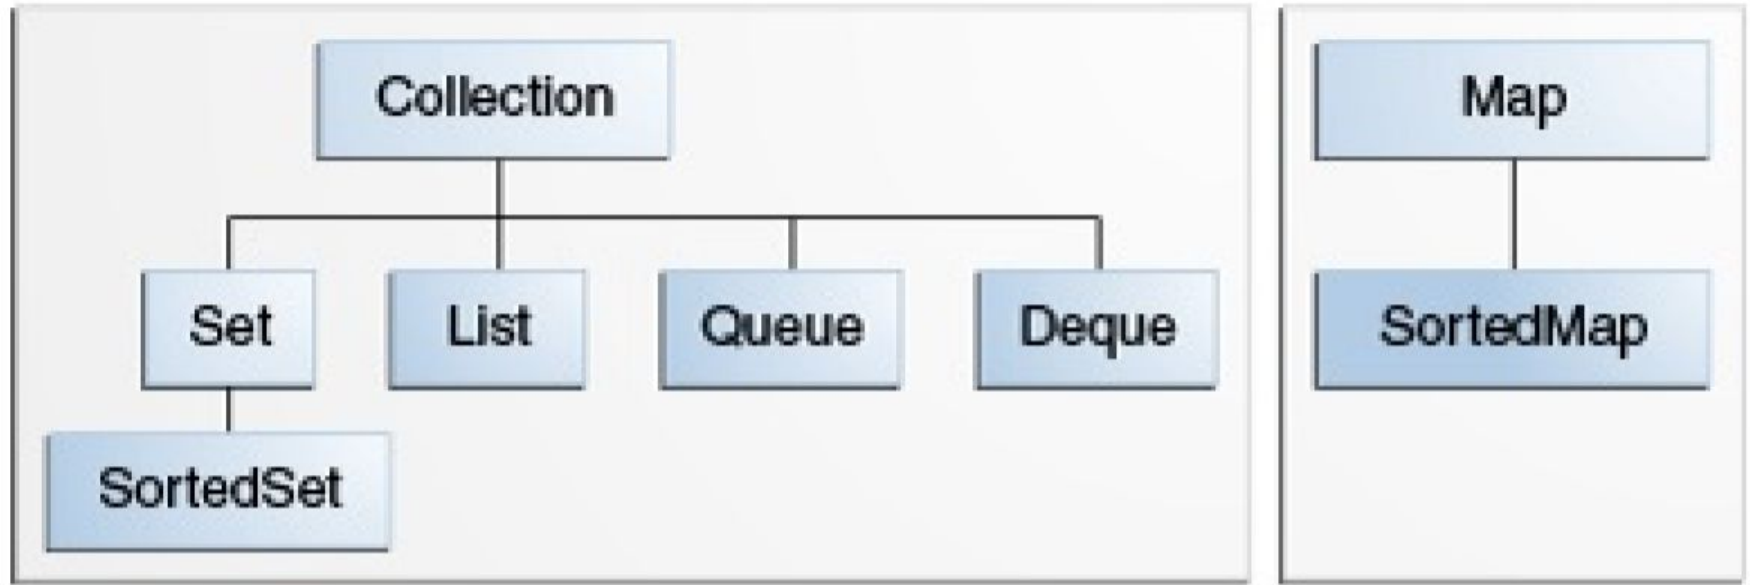 Collection
Map
Set
List
Queue
Deque
SortedMap
SortedSet